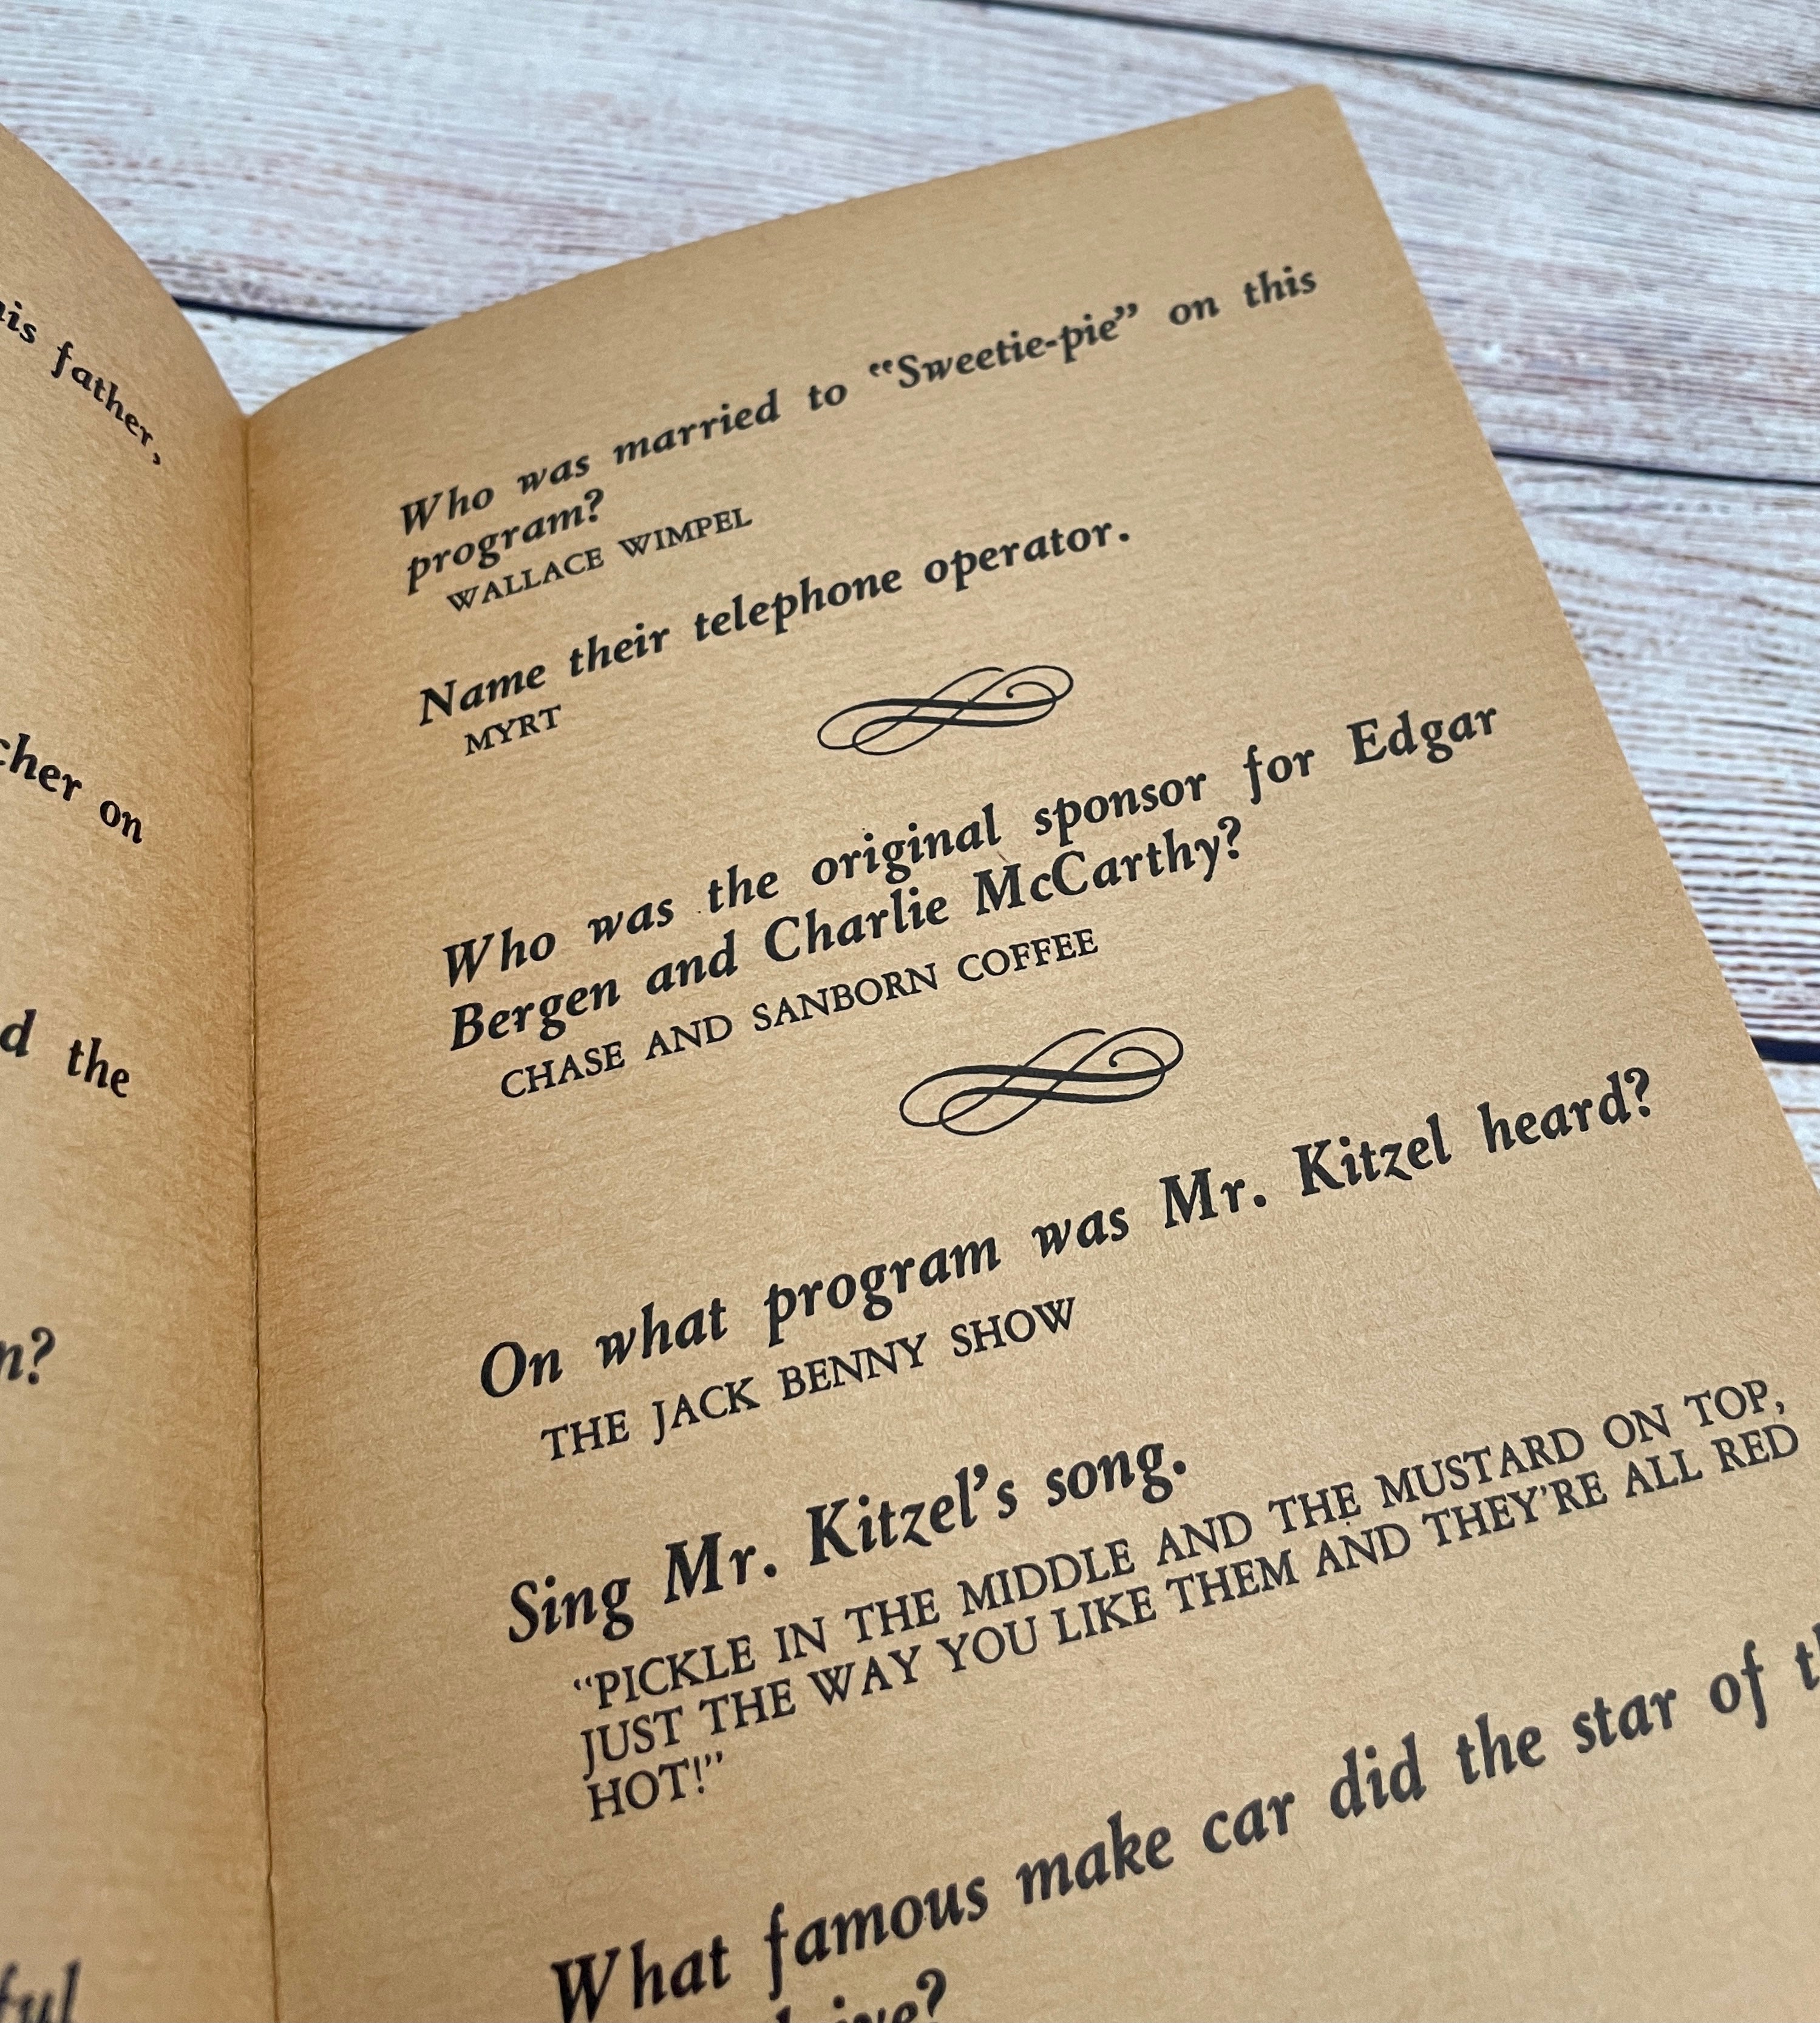 his father,
on
d the
n?
Who was married to "Sweetie-pie" on this
program?
WALLACE WIMPEL
Name their telephone operator.
MYRT
Who was the original sponsor for Edgar
Bergen and Charlie McCarthy?
CHASE AND SANBORN COFFEE
On what program was Mr. Kitzel heard?
THE JACK BENNY SHOW
Sing Mr. Kitzel's song.
"PICKLE IN THE MIDDLE AND THE MUSTARD ON TOP,
JUST THE WAY YOU LIKE THEM AND THEY'RE ALL RED
HOT!"
What famous make car did the star of